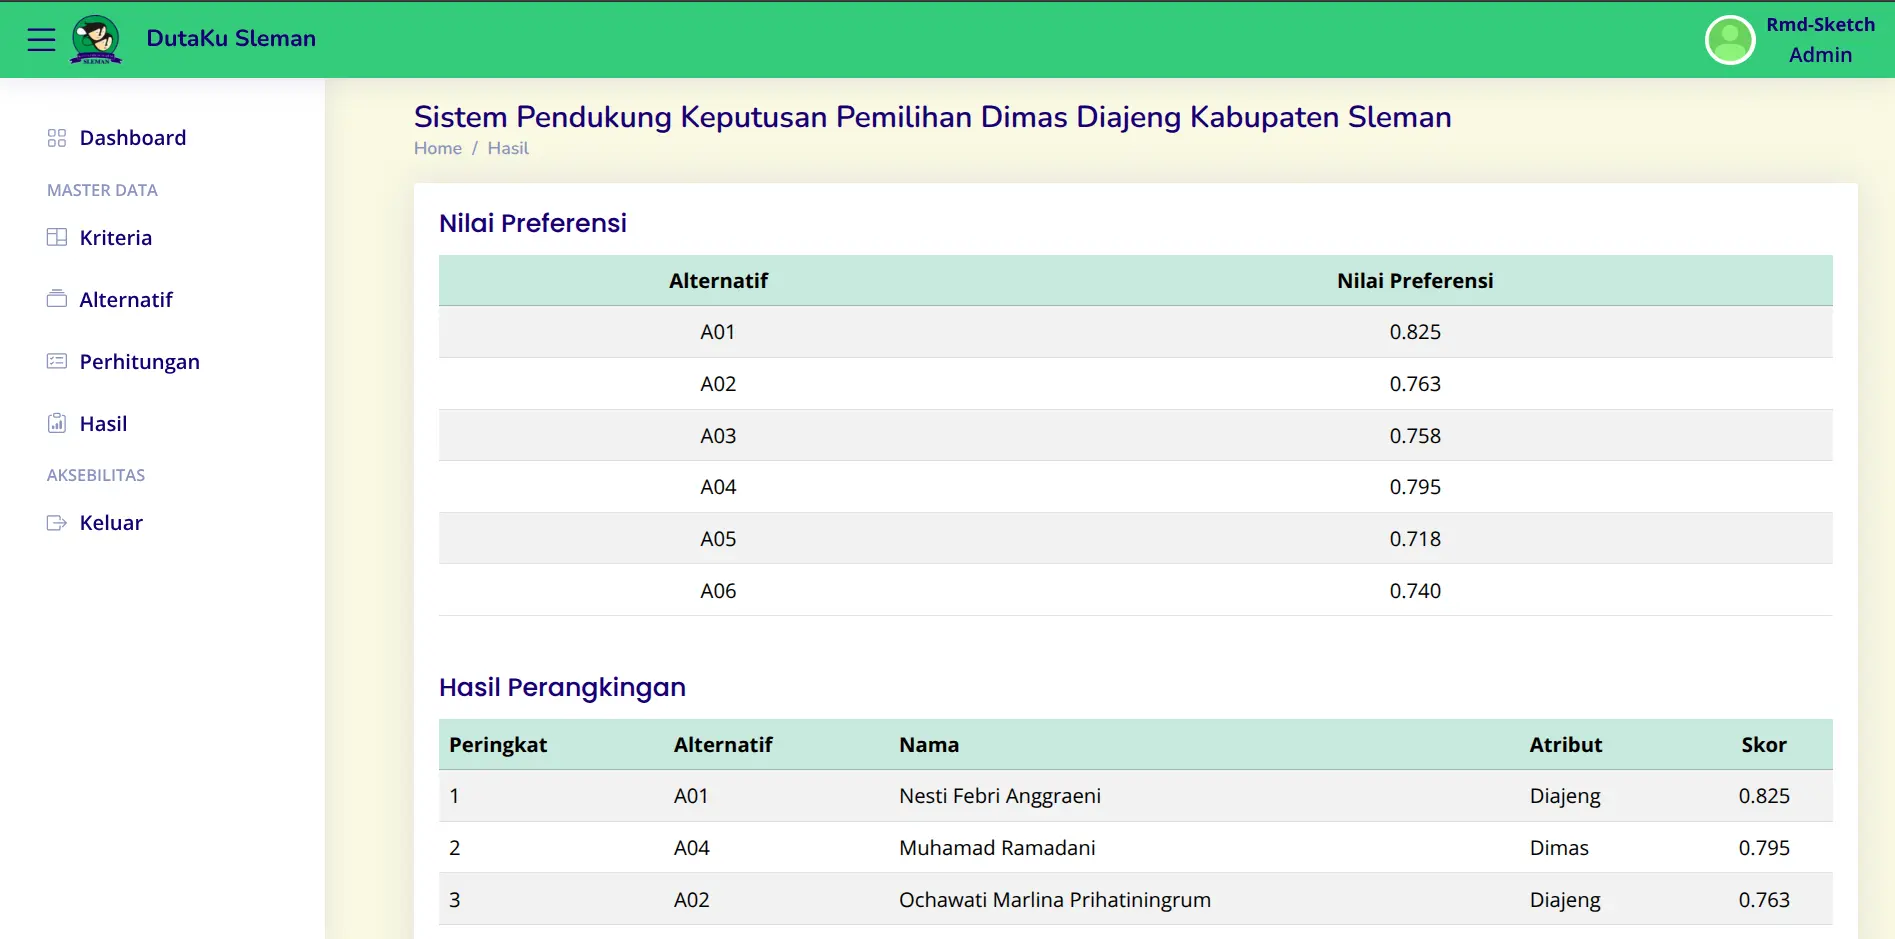 DutaKu Sleman
Rmd-Sketch
Admin
SLEMAN
Dashboard
MASTER DATA
Kriteria
Alternatif
Perhitungan
Hasil
AKSEBILITAS
Keluar
Sistem Pendukung Keputusan Pemilihan Dimas Diajeng Kabupaten Sleman
Home / Hasil
Nilai Preferensi
Alternatif Nilai Preferensi
A01 0.825
A02 0.763
A03 0.758
A04 0.795
A05 0.718
A06 0.740
Hasil Perangkingan
Peringkat Alternatif Nama Atribut Skor
1 A01 Nesti Febri Anggraeni Diajeng 0.825
2 A04 Muhamad Ramadani Dimas 0.795
3 A02 Ochawati Marlina Prihatiningrum Diajeng 0.763